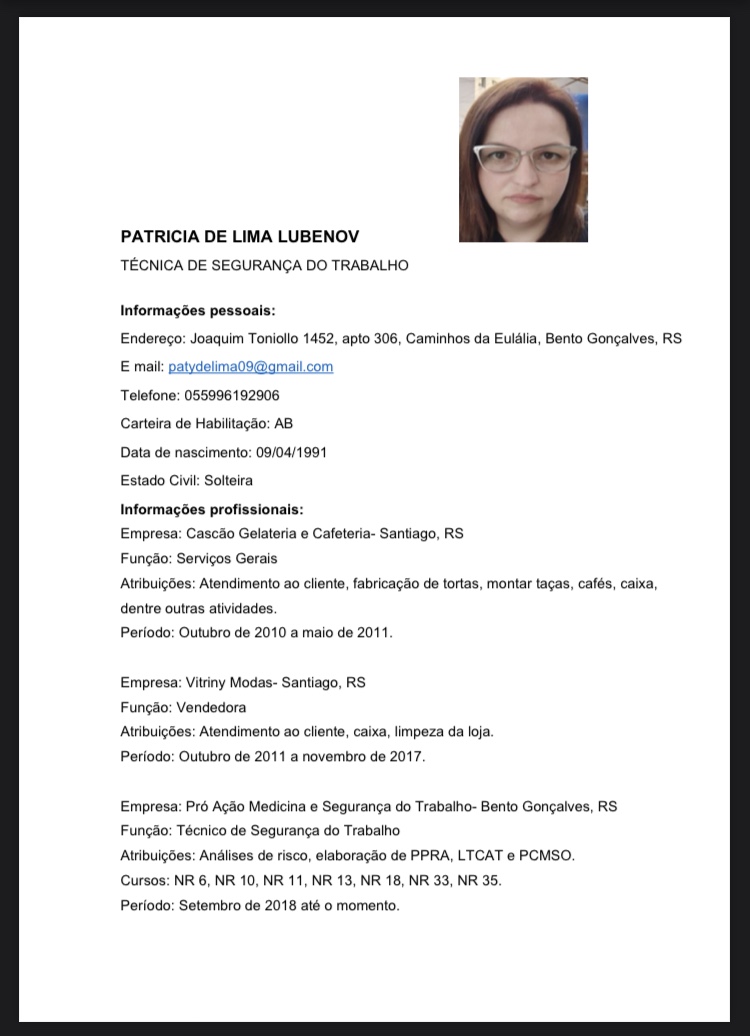 PATRICIA DE LIMA LUBENOV
TÉCNICA DE SEGURANÇA DO TRABALHO
Informações pessoais:
Endereço: Joaquim Toniollo 1452, apto 306, Caminhos da Eulália, Bento Gonçalves, RS
E mail: patydelima09@gmail.com
Telefone: 055996192906
Carteira de Habilitação: AB
Data de nascimento: 09/04/1991
Estado Civil: Solteira
Informações profissionais:
Empresa: Cascão Gelateria e Cafeteria- Santiago, RS
Função: Serviços Gerais
Atribuições: Atendimento ao cliente, fabricação de tortas, montar taças, cafés, caixa,
dentre outras atividades.
Período: Outubro de 2010 a maio de 2011.
Empresa: Vitriny Modas- Santiago, RS
Função: Vendedora
Atribuições: Atendimento ao cliente, caixa, limpeza da loja.
Período: Outubro de 2011 a novembro de 2017.
Empresa: Pró Ação Medicina e Segurança do Trabalho- Bento Gonçalves, RS
Função: Técnico de Segurança do Trabalho
Atribuições: Análises de risco, elaboração de PPRA, LTCAT e PCMSO.
Cursos: NR 6, NR 10, NR 11, NR 13, NR 18, NR 33, NR 35.
Período: Setembro de 2018 até o momento.